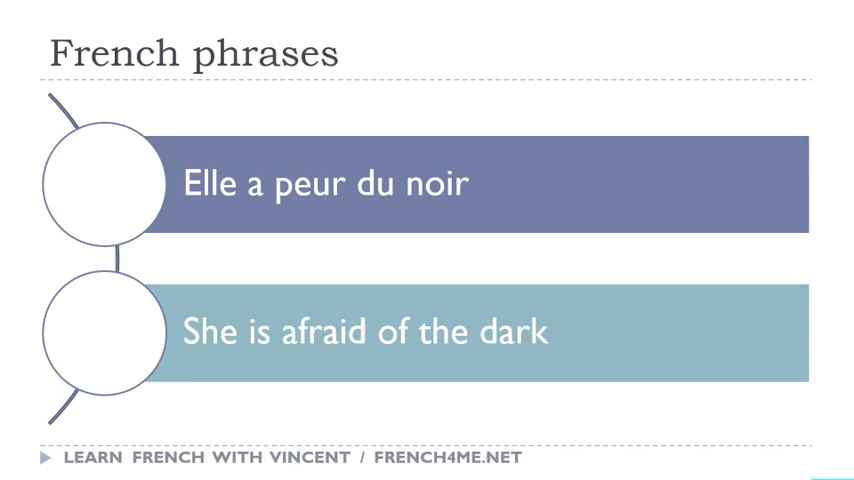 French phrases
Elle a peur du noir
She is afraid of the dark
LEARN FRENCH WITH VINCENT / FRENCH4ME.NET